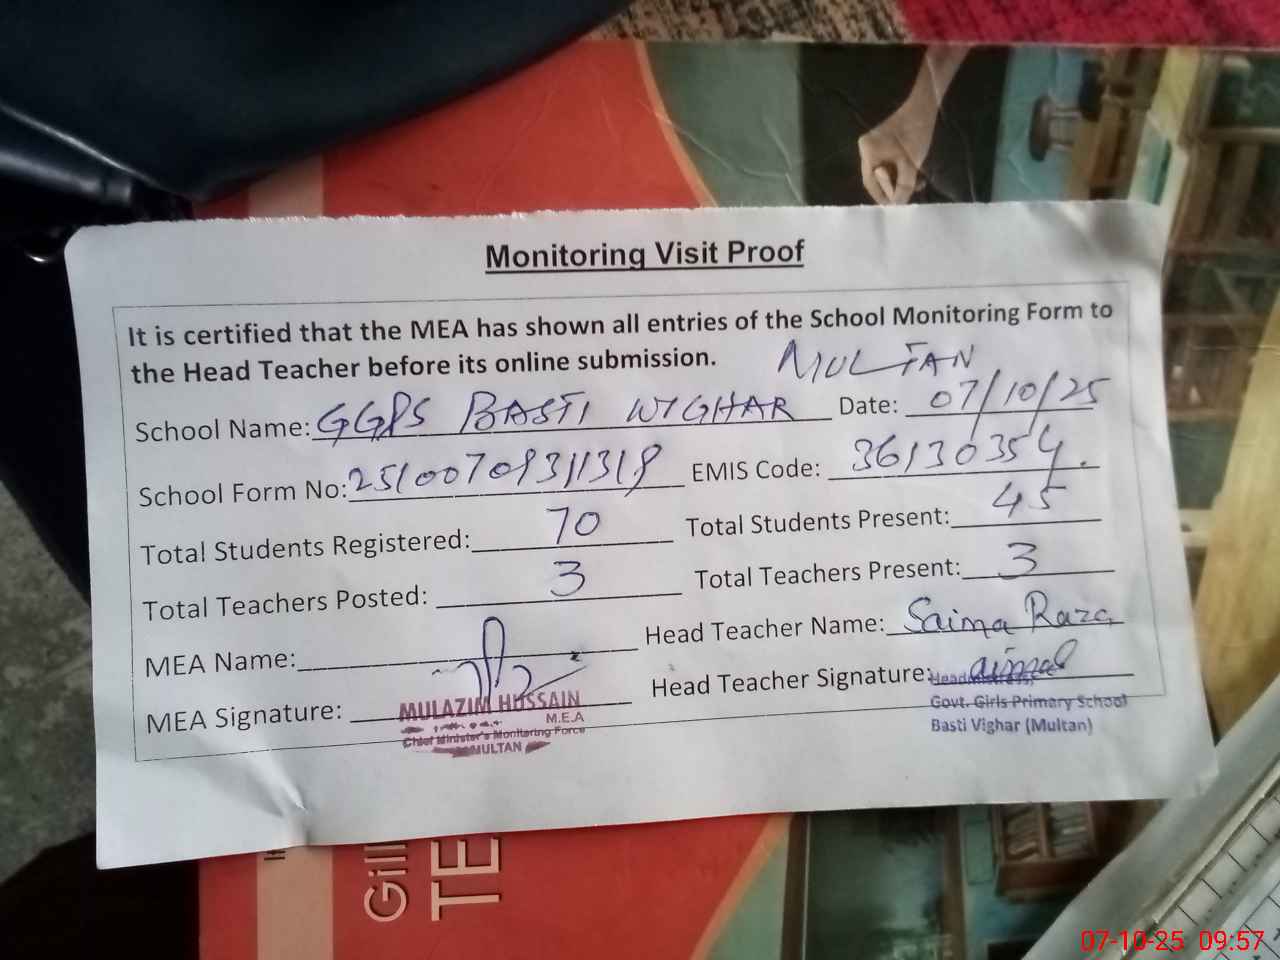 Monitoring Visit Proof
It is certified that the MEA has shown all entries of the School Monitoring Form to
the Head Teacher before its online submission.
MULTAN
School Name: GGPS BASTI WIGHAR Date: 07/10/25
School Form No: EMIS Code: 36130354
Total Students Registered: 70 Total Students Present: 45
Total Teachers Posted: 3 Total Teachers Present: 3
MEA Name: Head Teacher Name: Saima Raza
MEA Signature: Head Teacher Signature:
MULAZIM HUSSAIN
M.E.A
Chief Minister's Monitoring Force
MULTAN
Govt. Girls Primary School
Basti Vighar (Multan)
Gill
TE
07-10-25 09:57